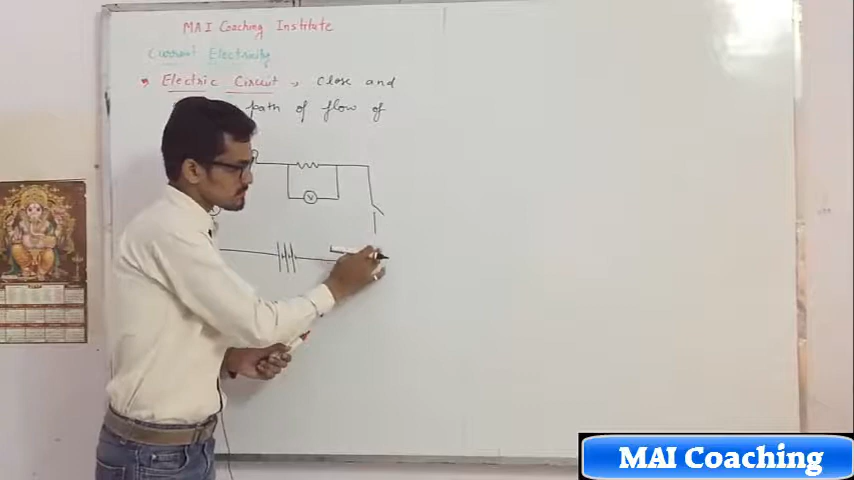 MAI Coaching Institute
Current Electricity
Electric Circuit → Close and
path of flow of
V
MAI Coaching